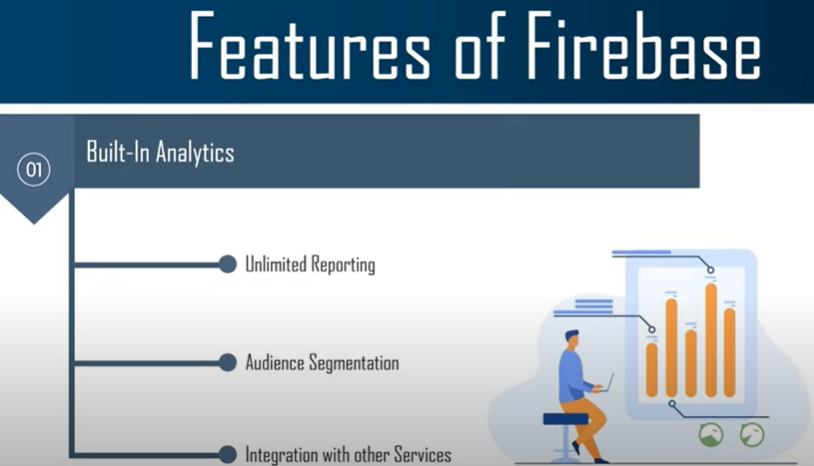 Features of Firebase
01
Built-In Analytics
Unlimited Reporting
Audience Segmentation
Integration with other Services